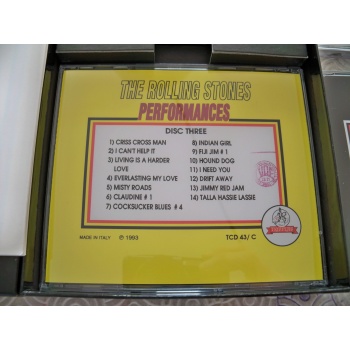 THE ROLLING STONES
PERFORMANCES
DISC THREE
1) CRISS CROSS MAN
2) I CAN'T HELP IT
3) LIVING IS A HARDER
LOVE
4) EVERLASTING MY LOVE
5) MISTY ROADS
6) CLAUDINE # 1
7) COCKSUCKER BLUES # 4
8) INDIAN GIRL
9) FIJI JIM # 1
10) HOUND DOG
11) I NEED YOU
12) DRIFT AWAY
13) JIMMY RED JAM
14) TALLA HASSIE LASSIE
MADE IN ITALY ℗ 1993
TCD 43/ C